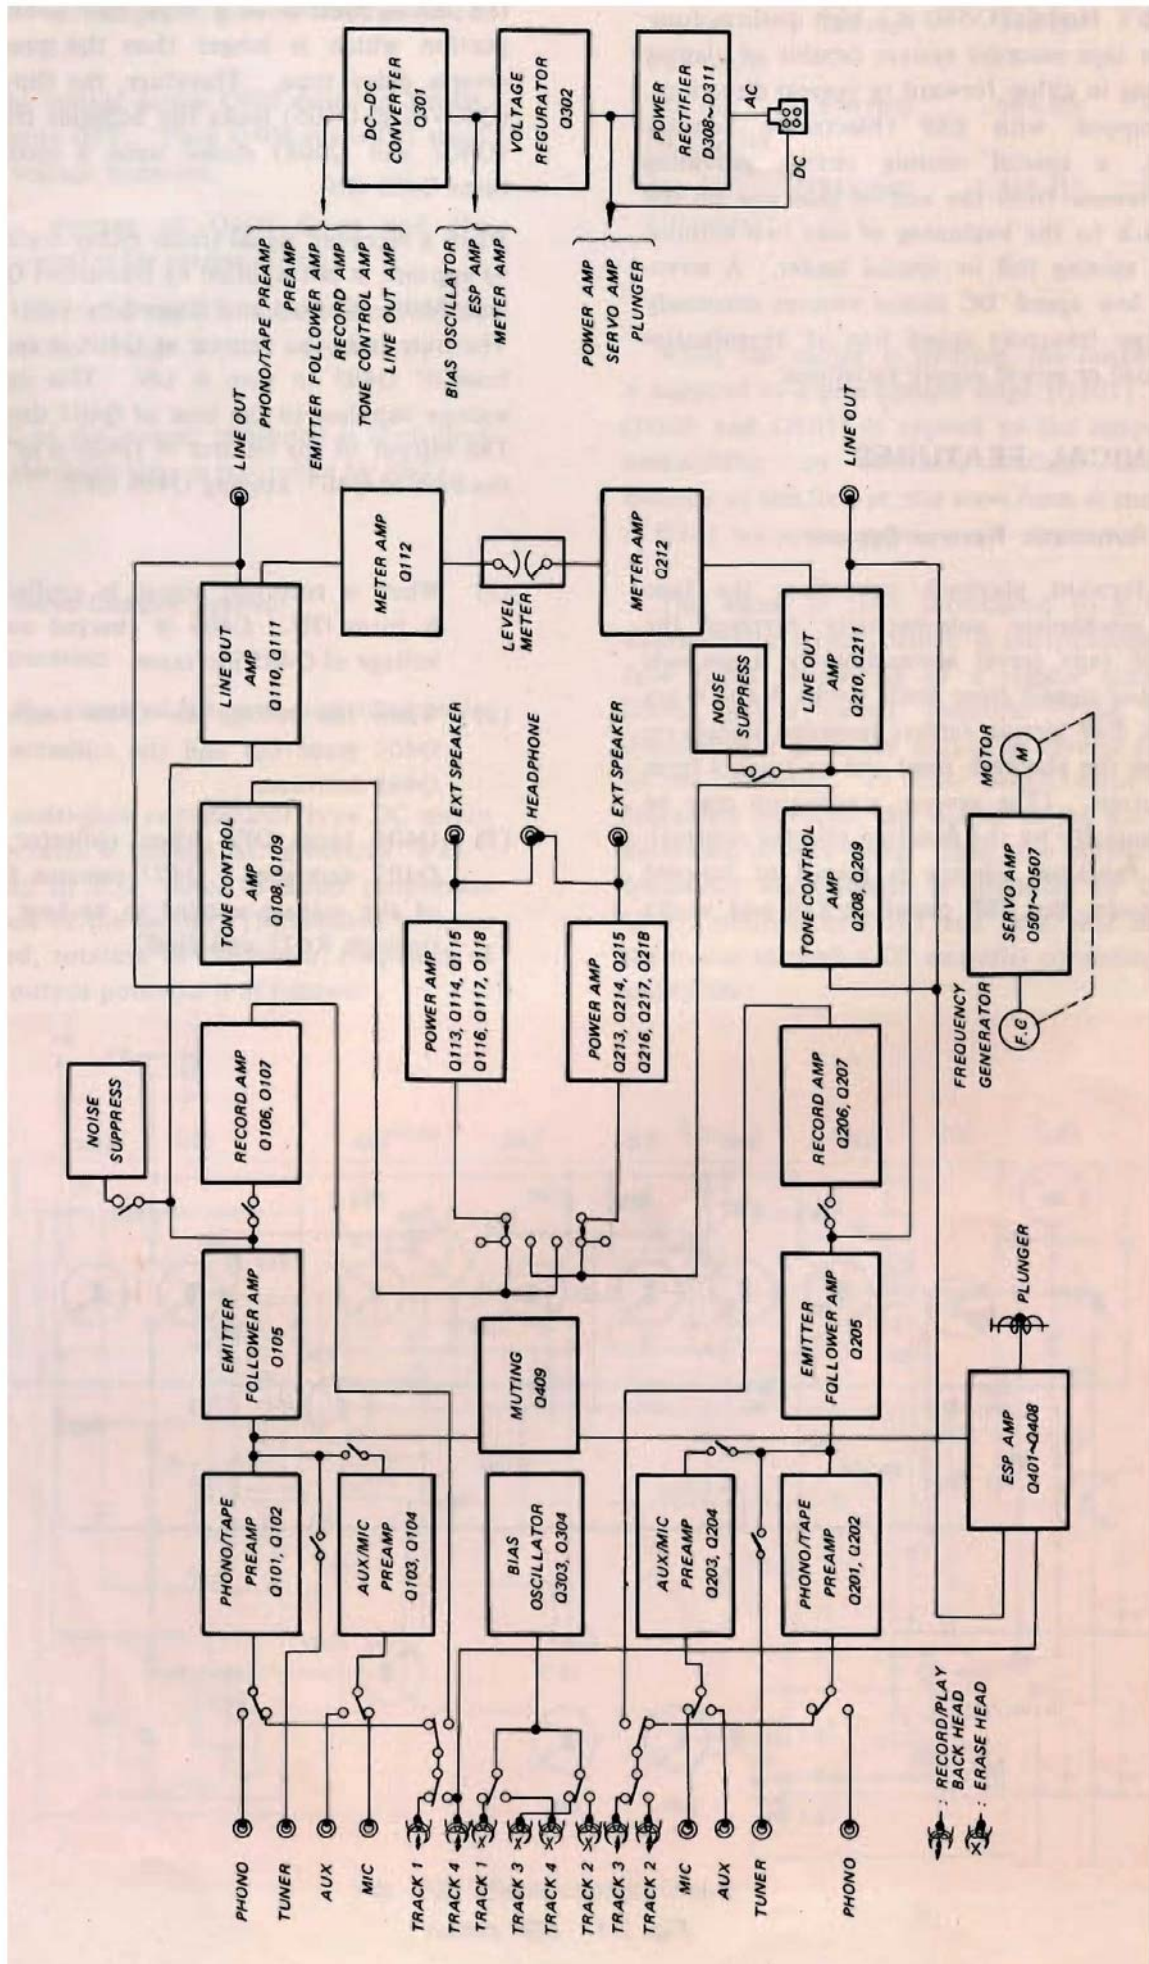 PHONO
TUNER
AUX
MIC
TRACK 1
TRACK 4
TRACK 1
TRACK 3
TRACK 4
TRACK 2
TRACK 3
TRACK 2
MIC
AUX
TUNER
PHONO
: RECORD/PLAY
BACK HEAD
: ERASE HEAD
PHONO/TAPE
PREAMP
Q101, Q102
AUX/MIC
PREAMP
Q103, Q104
BIAS
OSCILLATOR
Q303, Q304
AUX/MIC
PREAMP
Q203, Q204
PHONO/TAPE
PREAMP
Q201, Q202
ESP AMP
Q401~Q408
PLUNGER
EMITTER
FOLLOWER AMP
Q105
MUTING
Q409
EMITTER
FOLLOWER AMP
Q205
NOISE
SUPPRESS
RECORD AMP
Q106, Q107
RECORD AMP
Q206, Q207
POWER AMP
Q113, Q114, Q115
Q116, Q117, Q118
POWER AMP
Q213, Q214, Q215
Q216, Q217, Q218
TONE CONTROL
AMP
Q108, Q109
TONE CONTROL
AMP
Q208, Q209
FREQUENCY
GENERATOR
F.G
SERVO AMP
Q501~Q507
MOTOR
M
EXT SPEAKER
HEADPHONE
EXT SPEAKER
LINE OUT
AMP
Q110, Q111
NOISE
SUPPRESS
LINE OUT
AMP
Q210, Q211
METER AMP
Q112
LEVEL
METER
METER AMP
Q212
LINE OUT
LINE OUT
PHONO/TAPE PREAMP
PREAMP
EMITTER FOLLOWER AMP
RECORD AMP
TONE CONTROL AMP
LINE OUT AMP
BIAS OSCILLATOR
ESP AMP
METER AMP
POWER AMP
SERVO AMP
PLUNGER
DC-DC
CONVERTER
Q301
VOLTAGE
REGURATOR
Q302
POWER
RECTIFIER
D308~D311
AC
DC